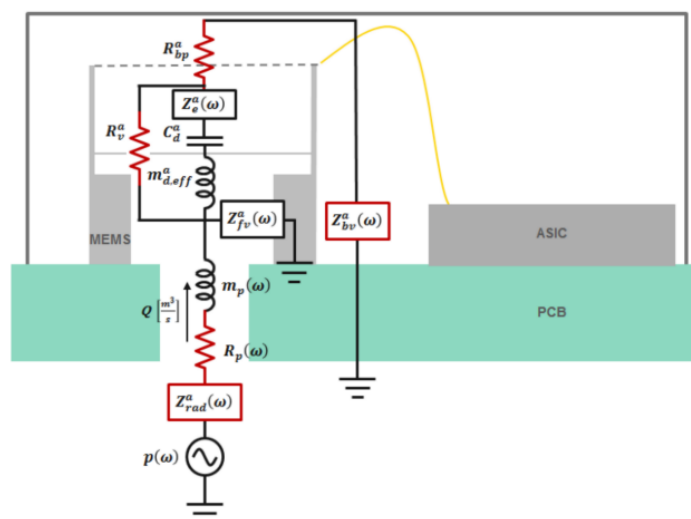 R^a_bp
Z^a_e(ω)
R^a_v
C^a_d
m^a_d,eff
Z^a_fv(ω)
Z^a_bv(ω)
MEMS
ASIC
m_p(ω)
Q [m³/s]
PCB
R_p(ω)
Z^a_rad(ω)
p(ω)